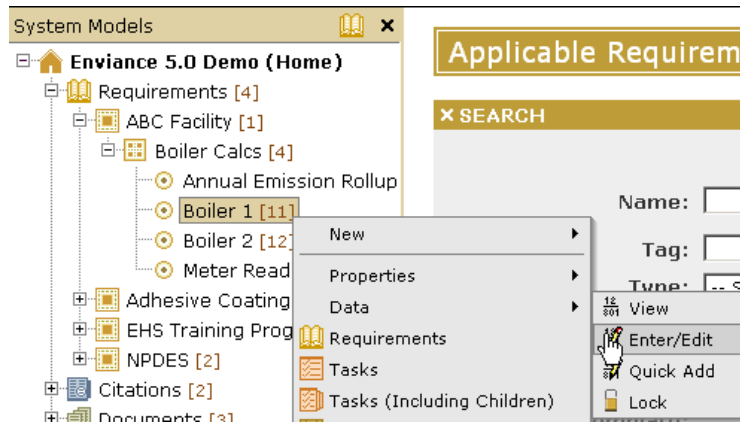 System Models
Enviance 5.0 Demo (Home)
Requirements [4]
ABC Facility [1]
Boiler Calcs [4]
Annual Emission Rollup
Boiler 1 [11]
Boiler 2 [12]
Meter Read
Adhesive Coating
EHS Training Prog
NPDES [2]
Citations [2]
Documents [3]
Applicable Requirem
× SEARCH
Name:
Tag:
Type: -- S
New
Properties
Data
Requirements
Tasks
Tasks (Including Children)
View
Enter/Edit
Quick Add
Lock